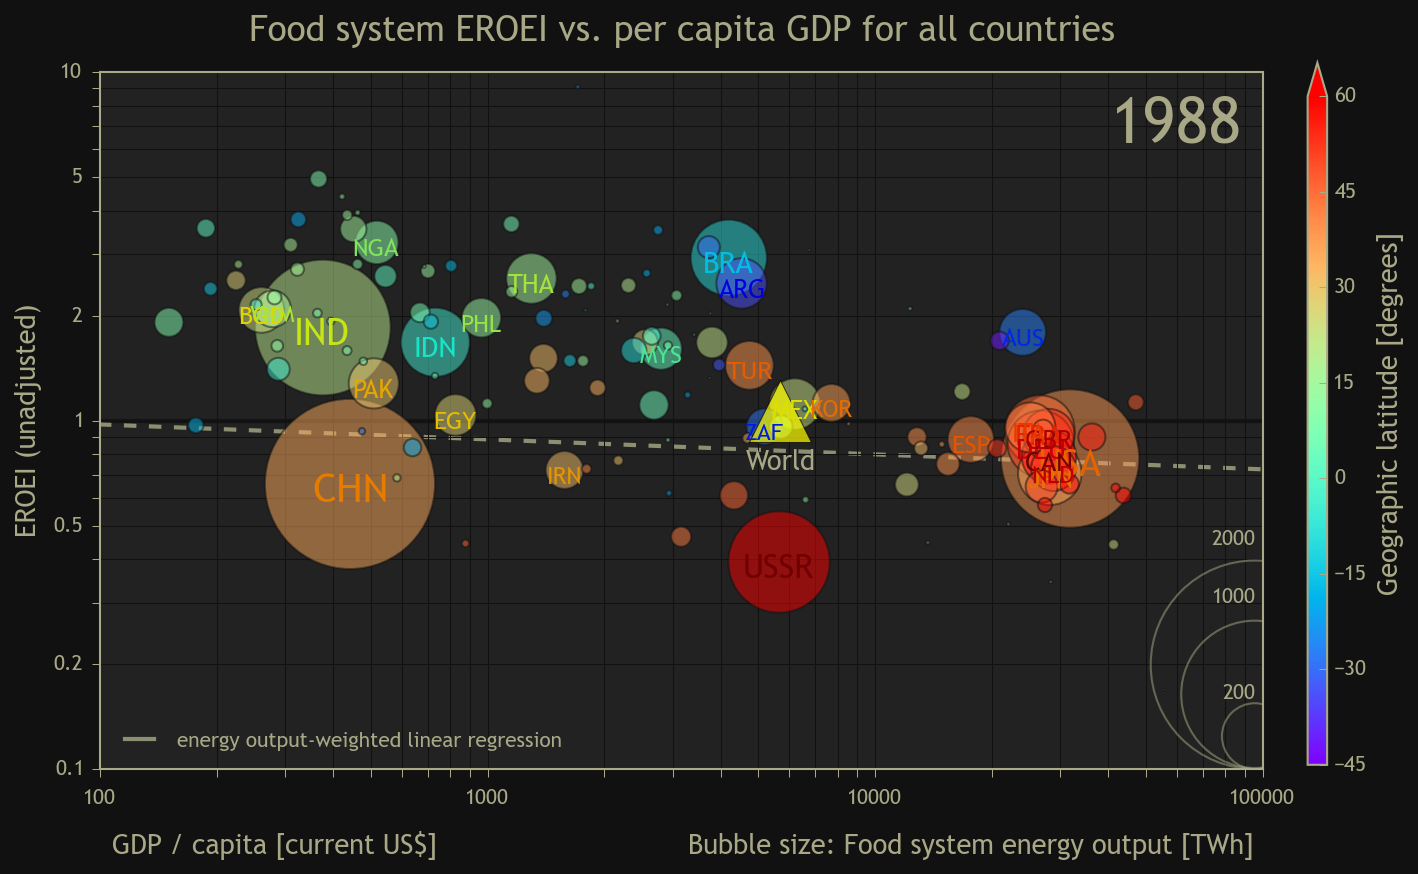 Food system EROEI vs. per capita GDP for all countries
1988
10
5
2
1
0.5
0.2
0.1
EROEI (unadjusted)
NGA
THA
BRA
ARG
BGD
IND
PHL
IDN
MYS
AUS
PAK
TUR
EGY
KOR
ZAF
World
ESP
GBR
CAN
NLD
IRN
CHN
USSR
2000
1000
200
energy output-weighted linear regression
100
1000
10000
100000
GDP / capita [current US$]
Bubble size: Food system energy output [TWh]
60
45
30
15
0
−15
−30
−45
Geographic latitude [degrees]